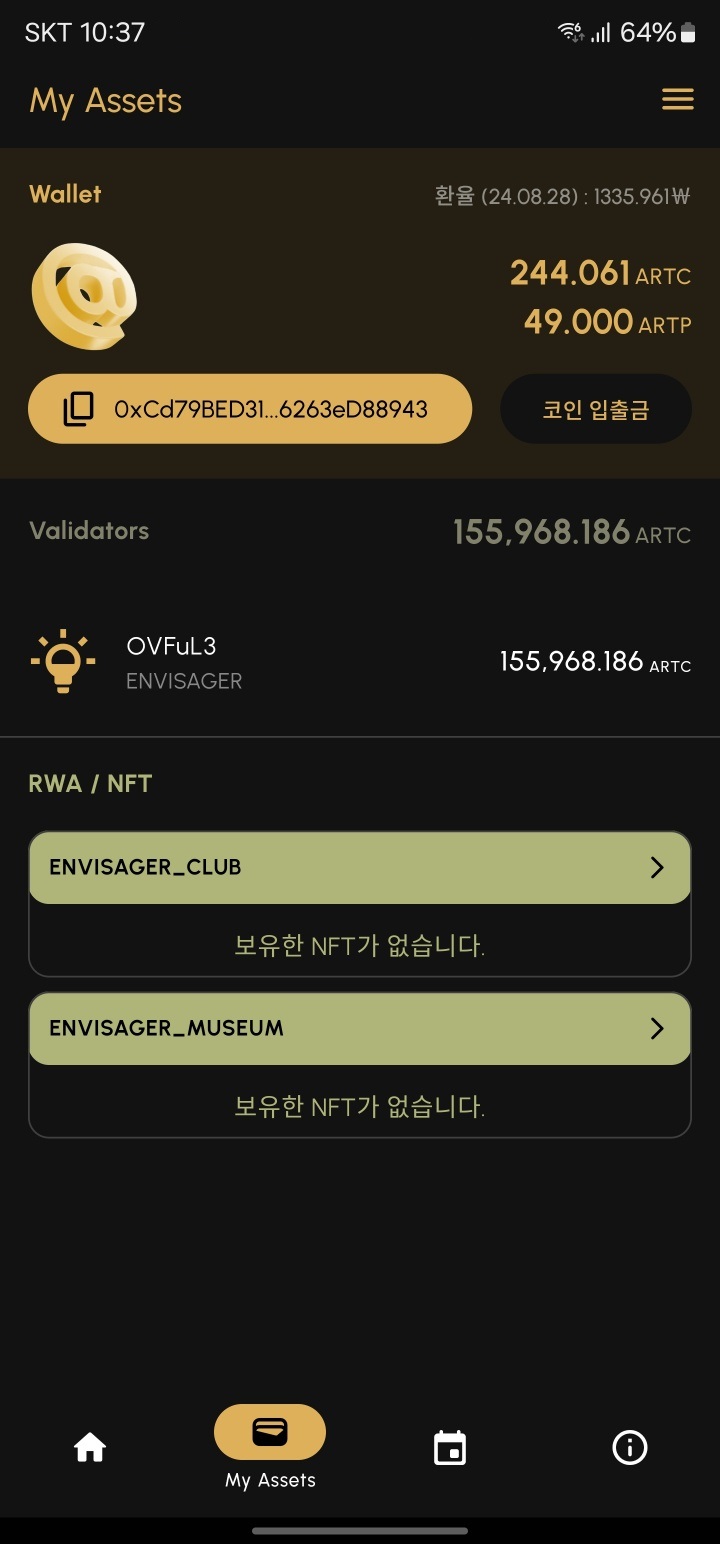 SKT 10:37
64%
My Assets
Wallet
환율 (24.08.28) : 1335.961₩
244.061 ARTC
49.000 ARTP
0xCd79BED31...6263eD88943
코인 입출금
Validators
155,968.186 ARTC
OVFuL3
ENVISAGER
155,968.186 ARTC
RWA / NFT
ENVISAGER_CLUB
보유한 NFT가 없습니다.
ENVISAGER_MUSEUM
보유한 NFT가 없습니다.
My Assets